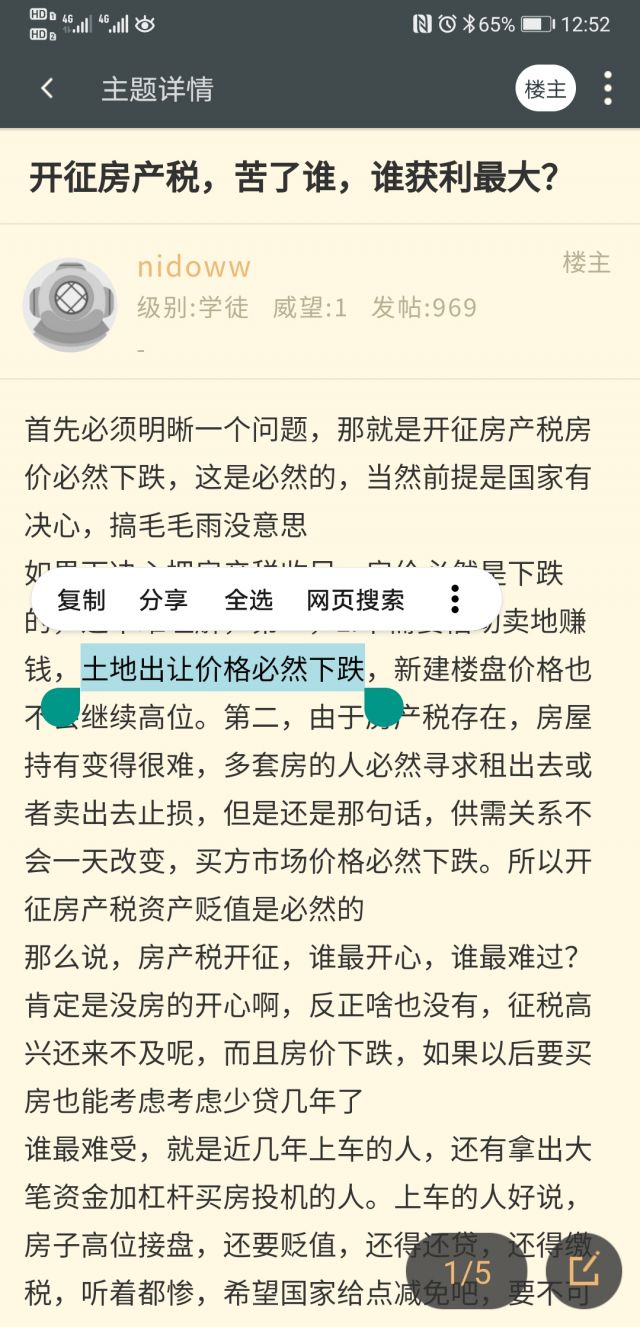 HD 1 4G 4G 65% 12:52
HD 2
主题详情 楼主
开征房产税，苦了谁，谁获利最大？
nidoww 楼主
级别:学徒 威望:1 发帖:969
-
首先必须明晰一个问题，那就是开征房产税房
价必然下跌，这是必然的，当然前提是国家有
决心，搞毛毛雨没意思
是下跌
复制 分享 全选 网页搜索
卖地赚
钱，土地出让价格必然下跌，新建楼盘价格也
不会继续高位。第二，由于房产税存在，房屋
持有变得很难，多套房的人必然寻求租出去或
者卖出去止损，但是还是那句话，供需关系不
会一天改变，买方市场价格必然下跌。所以开
征房产税资产贬值是必然的
那么说，房产税开征，谁最开心，谁最难过？
肯定是没房的开心啊，反正啥也没有，征税高
兴还来不及呢，而且房价下跌，如果以后要买
房也能考虑考虑少贷几年了
谁最难受，就是近几年上车的人，还有拿出大
笔资金加杠杆买房投机的人。上车的人好说，
房子高位接盘，还要贬值，还得还贷，还得缴
税，听着都惨，希望国家给点减免吧，要不可
1/5